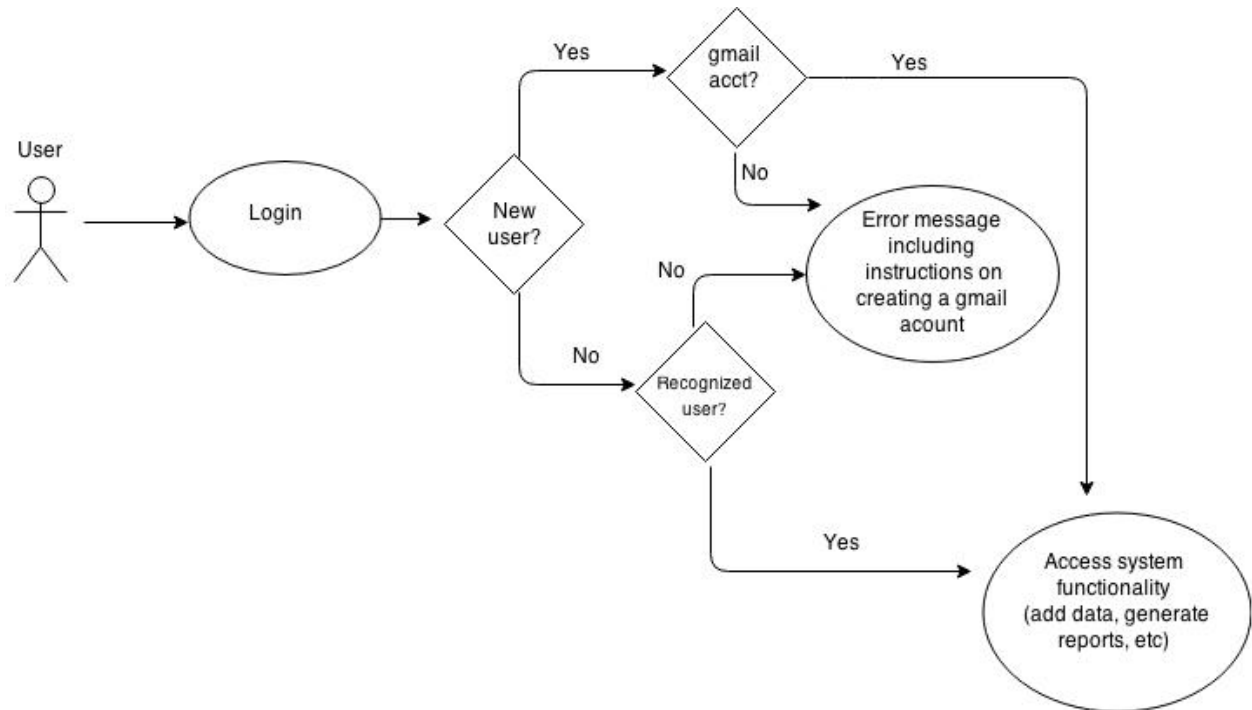 Yes
gmail
acct?
Yes
User
No
Login
New
user?
Error message
including
instructions on
creating a gmail
acount
No
No
Recognized
user?
Yes
Access system
functionality
(add data, generate
reports, etc)